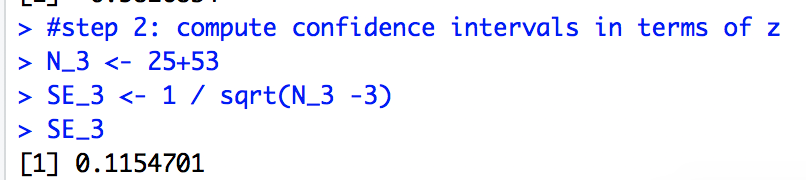 > #step 2: compute confidence intervals in terms of z
> N_3 <- 25+53
> SE_3 <- 1 / sqrt(N_3 -3)
> SE_3
[1] 0.1154701